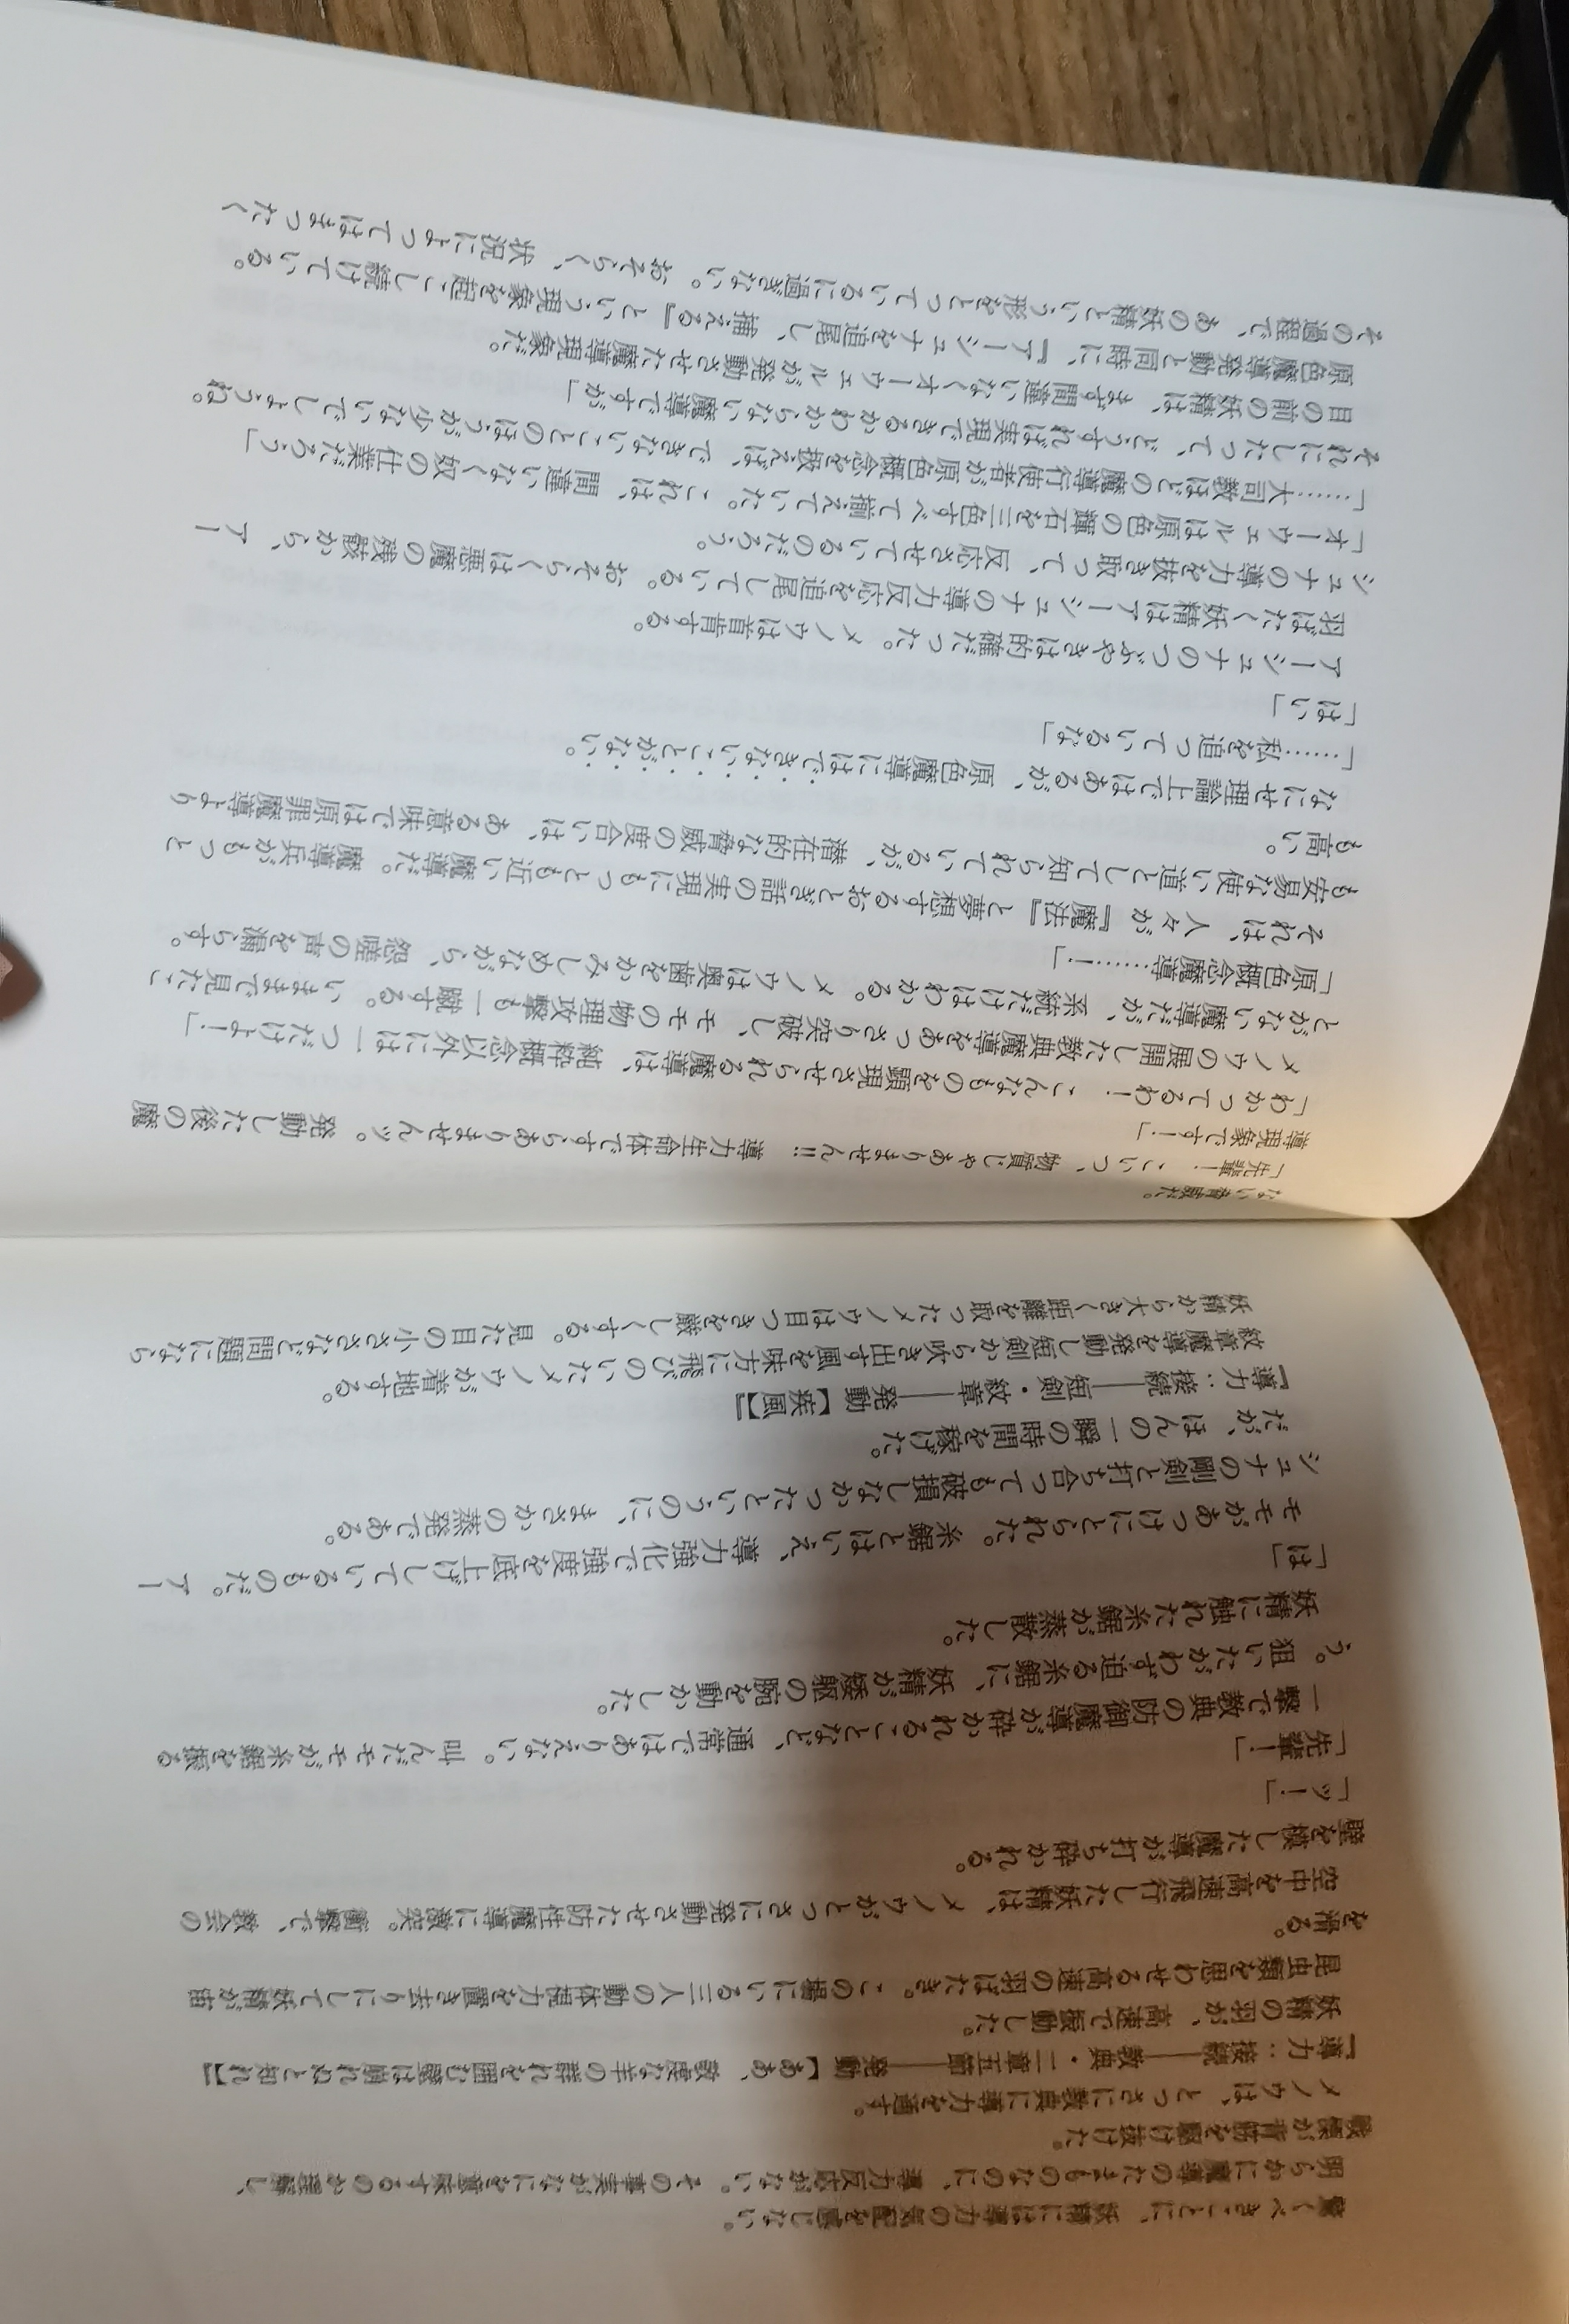 驚くべきことに、妖精には導力の気配を感じない。
明らかに魔導のたまものなのに、導力反応がない。その事実がなにを意味するのか理解し、
戦慄が背筋を駆け抜けた。
メノウは、とっさに教典に導力を通す。
『導力：接続――教典・二章五節――発動【ああ、敬虔な羊の群れを囲む壁は崩れぬと知れ】』
妖精の羽が、高速で振動した。
昆虫類を思わせる高速の羽ばたき。この場にいる三人の動体視力を置き去りにして妖精が宙
を滑る。
空中を高速飛行した妖精は、メノウがとっさに発動させた防性魔導に激突。衝撃で、教会の
壁を模した魔導が打ち砕かれる。
「ッ！」
「先輩！」
一撃で教典の防御魔導が砕かれることなど、通常ではありえない。叫んだモモが糸鋸を振る
う。狙いたがわず迫る糸鋸に、妖精が矮躯の腕を動かした。
妖精に触れた糸鋸が蒸散した。
「は」
モモがあっけにとられた。糸鋸とはいえ、導力強化で強度を底上げしているものだ。アー
シュナの剛剣と打ち合っても破損しなかったというのに、まさかの蒸発である。
だが、ほんの一瞬の時間を稼げた。
『導力：接続――短剣・紋章――発動【疾風】』
紋章魔導を発動し短剣から吹き出す風を味方に飛びのいたメノウが着地する。
妖精から大きく距離を取ったメノウは目つきを厳しくする。見た目の小ささなど問題になら
ない脅威だ。
「先輩！　こいつ、物質じゃありません‼　導力生命体ですらありませんッ。発動した後の魔
導現象です！」
「わかってるわ！　こんなものを顕現させられる魔導は、純粋概念以外には一つだけよ！」
メノウの展開した教典魔導をあっさり突破し、モモの物理攻撃も一蹴する。いままで見たこ
とがない魔導だが、系統だけはわかる。メノウは奥歯をかみしめながら、怨嗟の声を漏らす。
「原色概念魔導……！」
それは、人々が『魔法』と夢想するおとぎ話の実現にもっとも近い魔導だ。魔導兵がもっと
も安易な使い道として知られているが、潜在的な脅威の度合いは、ある意味では原罪魔導より
も高い。
なにせ理論上ではあるが、原色魔導にはできないことがない。
「……私を追っているな」
「はい」
アーシュナのつぶやきは的確だった。メノウは首肯する。
羽ばたく妖精はアーシュナの導力反応を追尾している。おそらくは悪魔の残骸から、アー
シュナの導力を抜き取って、反応させているのだろう。
「オーウェルは原色の輝石を三色すべて揃えていた。これは、間違いなく奴の仕業だろう」
「……大司教ほどの魔導行使者が原色概念を扱えば、できないことのほうが少ないでしょうね。
それにしたって、どうすれば実現できるかわからない魔導ですが」
目の前の妖精は、まず間違いなくオーウェルが発動させた魔導現象だ。
原色魔導発動と同時に、『アーシュナを追尾し、捕える』という現象を起こし続けている。
その過程で、あの妖精という形をとっているに過ぎない。おそらく、状況によってはまったく